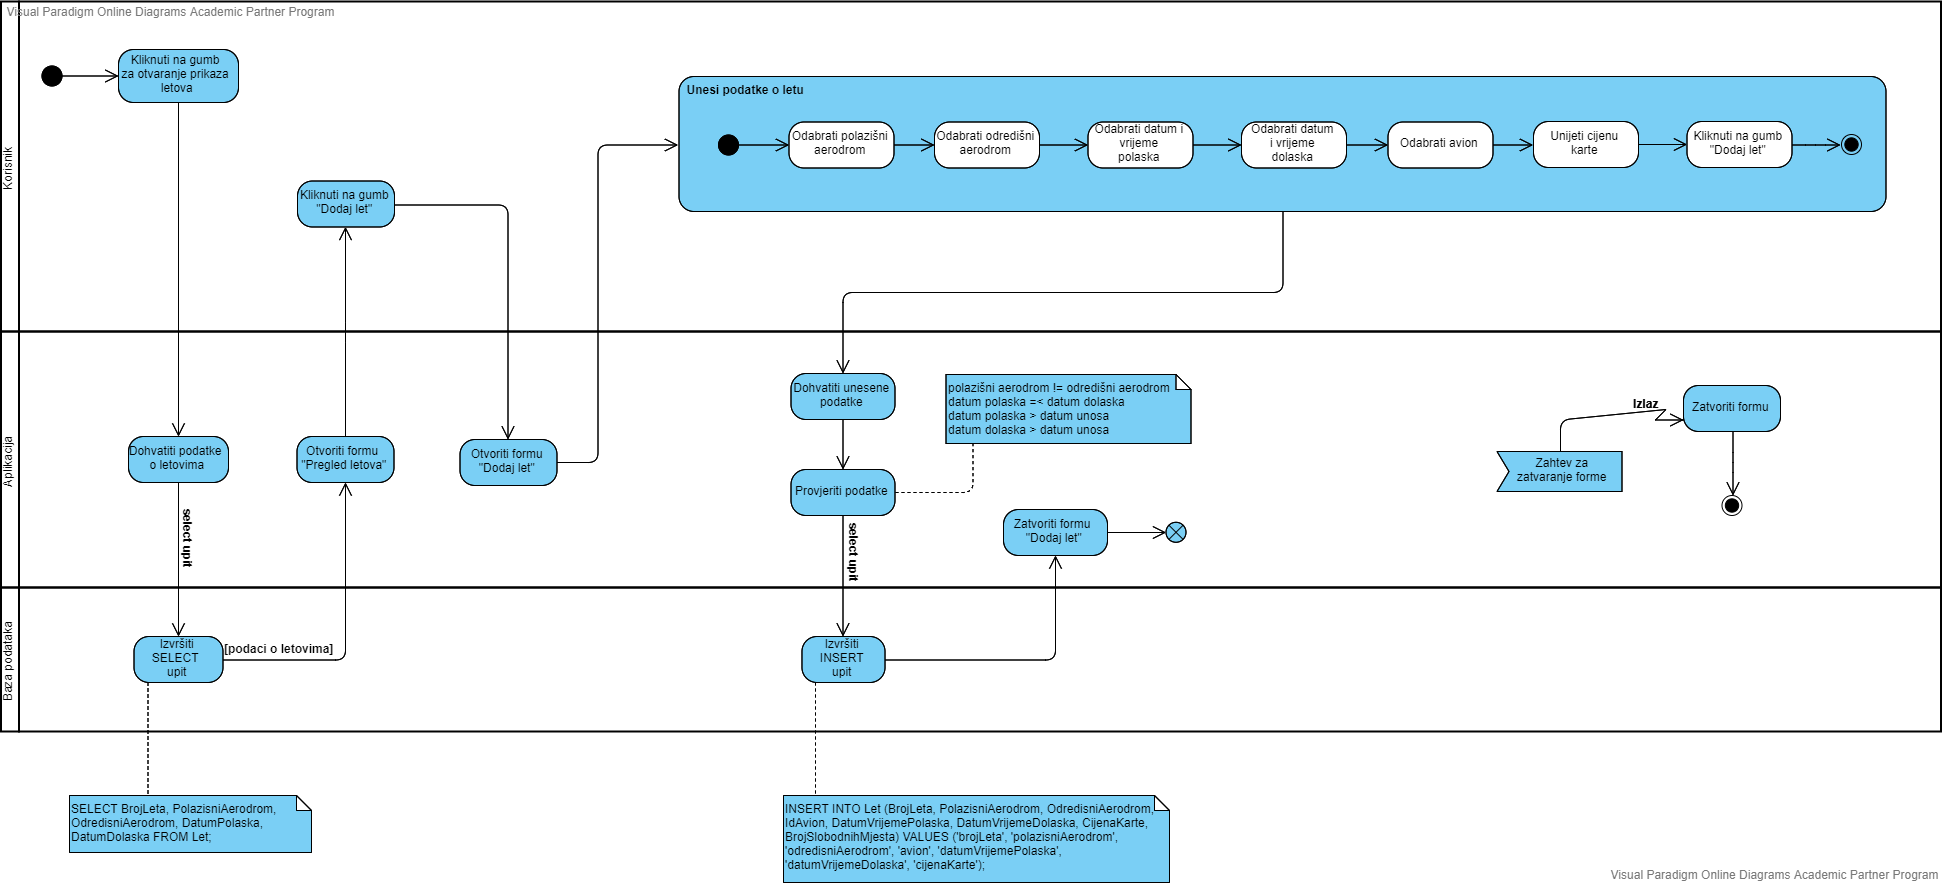 Visual Paradigm Online Diagrams Academic Partner Program
Korisnik
Kliknuti na gumb
za otvaranje prikaza
letova
Unesi podatke o letu
Odabrati polazišni
aerodrom
Odabrati odredišni
aerodrom
Odabrati datum i
vrijeme
polaska
Odabrati datum
i vrijeme
dolaska
Odabrati avion
Unijeti cijenu
karte
Kliknuti na gumb
"Dodaj let"
Kliknuti na gumb
"Dodaj let"
Aplikacija
Dohvatiti podatke
o letovima
Otvoriti formu
"Pregled letova"
Otvoriti formu
"Dodaj let"
Dohvatiti unesene
podatke
polazišni aerodrom != odredišni aerodrom
datum polaska =< datum dolaska
datum polaska > datum unosa
datum dolaska > datum unosa
Provjeriti podatke
Zatvoriti formu
"Dodaj let"
Izlaz
Zatvoriti formu
Zahtev za
zatvaranje forme
select upit
select upit
Baza podataka
Izvršiti
SELECT
upit
[podaci o letovima]
Izvršiti
INSERT
upit
SELECT BrojLeta, PolazisniAerodrom,
OdredisniAerodrom, DatumPolaska,
DatumDolaska FROM Let;
INSERT INTO Let (BrojLeta, PolazisniAerodrom, OdredisniAerodrom,
IdAvion, DatumVrijemePolaska, DatumVrijemeDolaska, CijenaKarte,
BrojSlobodnihMjesta) VALUES ('brojLeta', 'polazisniAerodrom',
'odredisniAerodrom', 'avion', 'datumVrijemePolaska',
'datumVrijemeDolaska', 'cijenaKarte');
Visual Paradigm Online Diagrams Academic Partner Program